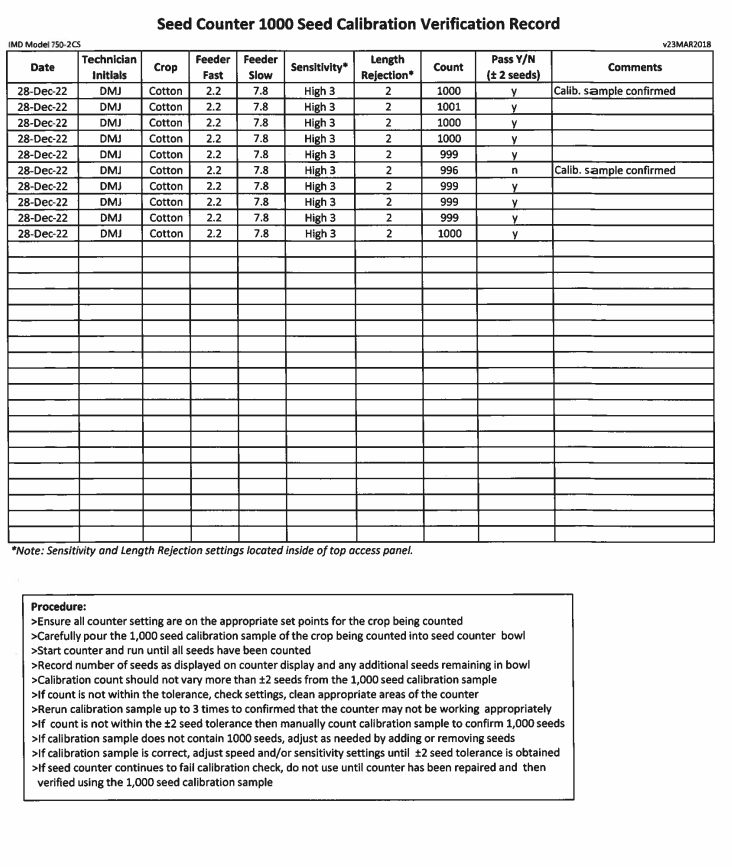 Seed Counter 1000 Seed Calibration Verification Record
IMD Model 750-2CS v23MAR2018
Date Technician Initials Crop Feeder Fast Feeder Slow Sensitivity* Length Rejection* Count Pass Y/N (± 2 seeds) Comments
28-Dec-22 DMJ Cotton 2.2 7.8 High 3 2 1000 y Calib. sample confirmed
28-Dec-22 DMJ Cotton 2.2 7.8 High 3 2 1001 y
28-Dec-22 DMJ Cotton 2.2 7.8 High 3 2 1000 y
28-Dec-22 DMJ Cotton 2.2 7.8 High 3 2 1000 y
28-Dec-22 DMJ Cotton 2.2 7.8 High 3 2 999 y
28-Dec-22 DMJ Cotton 2.2 7.8 High 3 2 996 n Calib. sample confirmed
28-Dec-22 DMJ Cotton 2.2 7.8 High 3 2 999 y
28-Dec-22 DMJ Cotton 2.2 7.8 High 3 2 999 y
28-Dec-22 DMJ Cotton 2.2 7.8 High 3 2 999 y
28-Dec-22 DMJ Cotton 2.2 7.8 High 3 2 1000 y
*Note: Sensitivity and Length Rejection settings located inside of top access panel.
Procedure:
>Ensure all counter setting are on the appropriate set points for the crop being counted
>Carefully pour the 1,000 seed calibration sample of the crop being counted into seed counter bowl
>Start counter and run until all seeds have been counted
>Record number of seeds as displayed on counter display and any additional seeds remaining in bowl
>Calibration count should not vary more than ±2 seeds from the 1,000 seed calibration sample
>If count is not within the tolerance, check settings, clean appropriate areas of the counter
>Rerun calibration sample up to 3 times to confirmed that the counter may not be working appropriately
>If count is not within the ±2 seed tolerance then manually count calibration sample to confirm 1,000 seeds
>If calibration sample does not contain 1000 seeds, adjust as needed by adding or removing seeds
>If calibration sample is correct, adjust speed and/or sensitivity settings until ±2 seed tolerance is obtained
>If seed counter continues to fail calibration check, do not use until counter has been repaired and then
verified using the 1,000 seed calibration sample